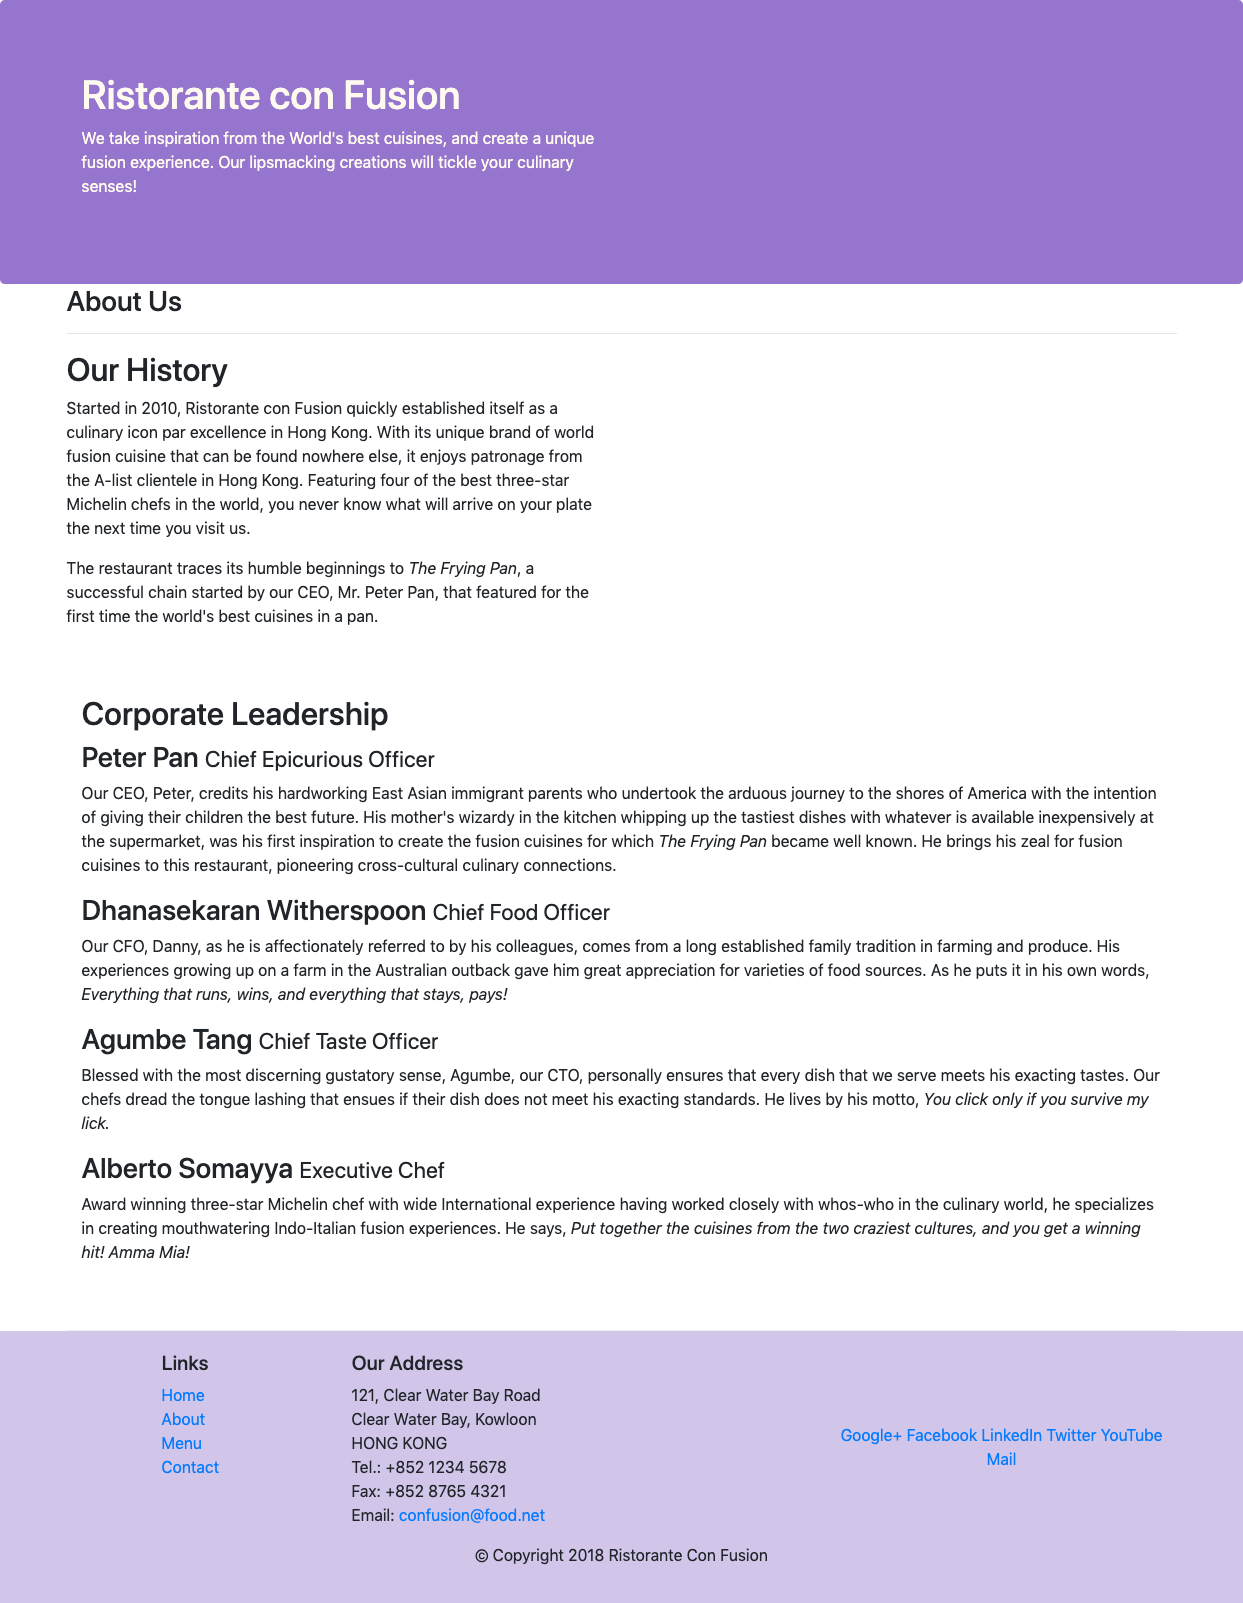 Ristorante con Fusion
We take inspiration from the World's best cuisines, and create a unique
fusion experience. Our lipsmacking creations will tickle your culinary
senses!
About Us
Our History
Started in 2010, Ristorante con Fusion quickly established itself as a
culinary icon par excellence in Hong Kong. With its unique brand of world
fusion cuisine that can be found nowhere else, it enjoys patronage from
the A-list clientele in Hong Kong. Featuring four of the best three-star
Michelin chefs in the world, you never know what will arrive on your plate
the next time you visit us.
The restaurant traces its humble beginnings to The Frying Pan, a
successful chain started by our CEO, Mr. Peter Pan, that featured for the
first time the world's best cuisines in a pan.
Corporate Leadership
Peter Pan Chief Epicurious Officer
Our CEO, Peter, credits his hardworking East Asian immigrant parents who undertook the arduous journey to the shores of America with the intention
of giving their children the best future. His mother's wizardy in the kitchen whipping up the tastiest dishes with whatever is available inexpensively at
the supermarket, was his first inspiration to create the fusion cuisines for which The Frying Pan became well known. He brings his zeal for fusion
cuisines to this restaurant, pioneering cross-cultural culinary connections.
Dhanasekaran Witherspoon Chief Food Officer
Our CFO, Danny, as he is affectionately referred to by his colleagues, comes from a long established family tradition in farming and produce. His
experiences growing up on a farm in the Australian outback gave him great appreciation for varieties of food sources. As he puts it in his own words,
Everything that runs, wins, and everything that stays, pays!
Agumbe Tang Chief Taste Officer
Blessed with the most discerning gustatory sense, Agumbe, our CTO, personally ensures that every dish that we serve meets his exacting tastes. Our
chefs dread the tongue lashing that ensues if their dish does not meet his exacting standards. He lives by his motto, You click only if you survive my
lick.
Alberto Somayya Executive Chef
Award winning three-star Michelin chef with wide International experience having worked closely with whos-who in the culinary world, he specializes
in creating mouthwatering Indo-Italian fusion experiences. He says, Put together the cuisines from the two craziest cultures, and you get a winning
hit! Amma Mia!
Links
Home
About
Menu
Contact
Our Address
121, Clear Water Bay Road
Clear Water Bay, Kowloon
HONG KONG
Tel.: +852 1234 5678
Fax: +852 8765 4321
Email: confusion@food.net
Google+ Facebook LinkedIn Twitter YouTube
Mail
© Copyright 2018 Ristorante Con Fusion